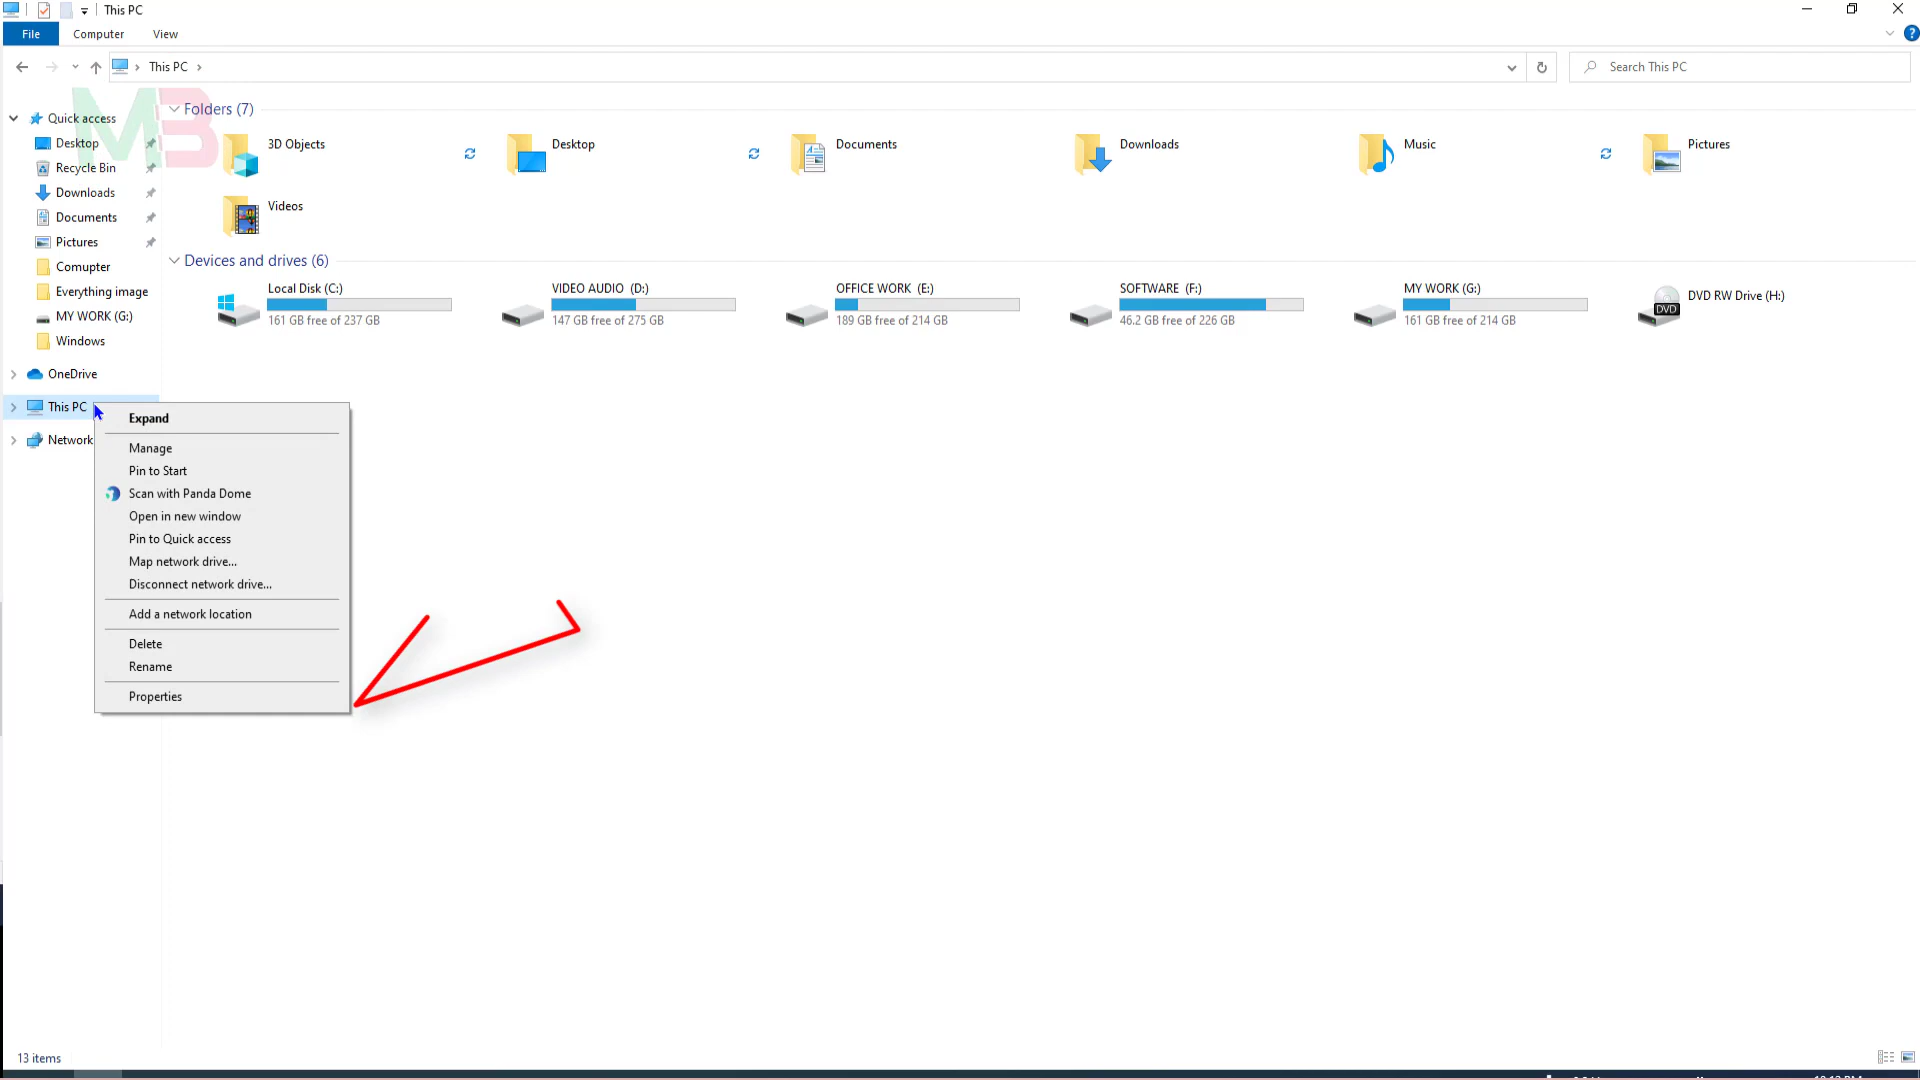 This PC
File Computer View
This PC
Search This PC
M3
Quick access
Desktop
Recycle Bin
Downloads
Documents
Pictures
Comupter
Everything image
MY WORK (G:)
Windows
OneDrive
This PC
Network
Folders (7)
3D Objects
Desktop
Documents
Downloads
Music
Pictures
Videos
Devices and drives (6)
Local Disk (C:)
161 GB free of 237 GB
VIDEO AUDIO (D:)
147 GB free of 275 GB
OFFICE WORK (E:)
189 GB free of 214 GB
SOFTWARE (F:)
46.2 GB free of 226 GB
MY WORK (G:)
161 GB free of 214 GB
DVD
DVD RW Drive (H:)
Expand
Manage
Pin to Start
Scan with Panda Dome
Open in new window
Pin to Quick access
Map network drive...
Disconnect network drive...
Add a network location
Delete
Rename
Properties
13 items